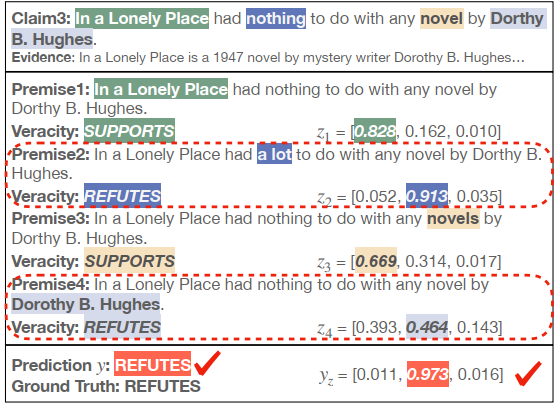 Claim3: In a Lonely Place had nothing to do with any novel by Dorthy
B. Hughes.
Evidence: In a Lonely Place is a 1947 novel by mystery writer Dorothy B. Hughes…
Premise1: In a Lonely Place had nothing to do with any novel by
Dorthy B. Hughes.
Veracity: SUPPORTS z1 = [0.828, 0.162, 0.010]
Premise2: In a Lonely Place had a lot to do with any novel by Dorthy B.
Hughes.
Veracity: REFUTES z2 = [0.052, 0.913, 0.035]
Premise3: In a Lonely Place had nothing to do with any novels by
Dorthy B. Hughes.
Veracity: SUPPORTS z3 = [0.669, 0.314, 0.017]
Premise4: In a Lonely Place had nothing to do with any novel by
Dorothy B. Hughes.
Veracity: REFUTES z4 = [0.393, 0.464, 0.143]
Prediction y: REFUTES yz = [0.011, 0.973, 0.016]
Ground Truth: REFUTES